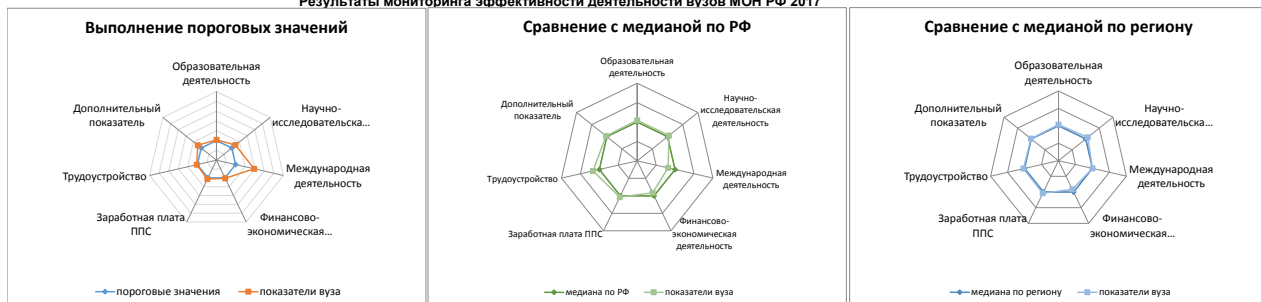 Результаты мониторинга эффективности деятельности вузов МОН РФ 2017
Выполнение пороговых значений
Образовательная
деятельность
Научно-
исследовательска...
Международная
деятельность
Финансово-
экономическая...
Заработная плата
ППС
Трудоустройство
Дополнительный
показатель
пороговые значения
показатели вуза
Сравнение с медианой по РФ
Образовательная
деятельность
Научно-
исследовательская
деятельность
Международная
деятельность
Финансово-
экономическая
деятельность
Заработная плата ППС
Трудоустройство
Дополнительный
показатель
медиана по РФ
показатели вуза
Сравнение с медианой по региону
Образовательная
деятельность
Научно-
исследовательска...
Международная
деятельность
Финансово-
экономическая...
Заработная плата
ППС
Трудоустройство
Дополнительный
показатель
медиана по региону
показатели вуза